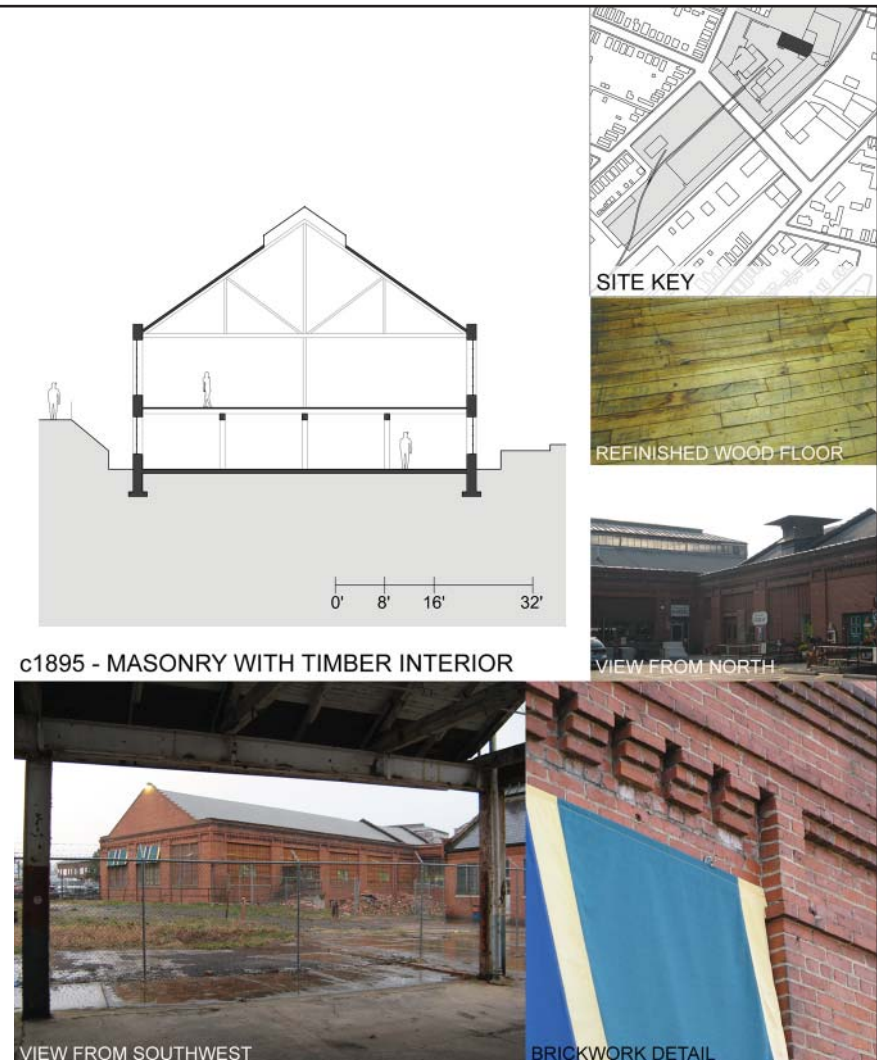 SITE KEY
REFINISHED WOOD FLOOR
0' 8' 16' 32'
c1895 - MASONRY WITH TIMBER INTERIOR
VIEW FROM NORTH
VIEW FROM SOUTHWEST
BRICKWORK DETAIL